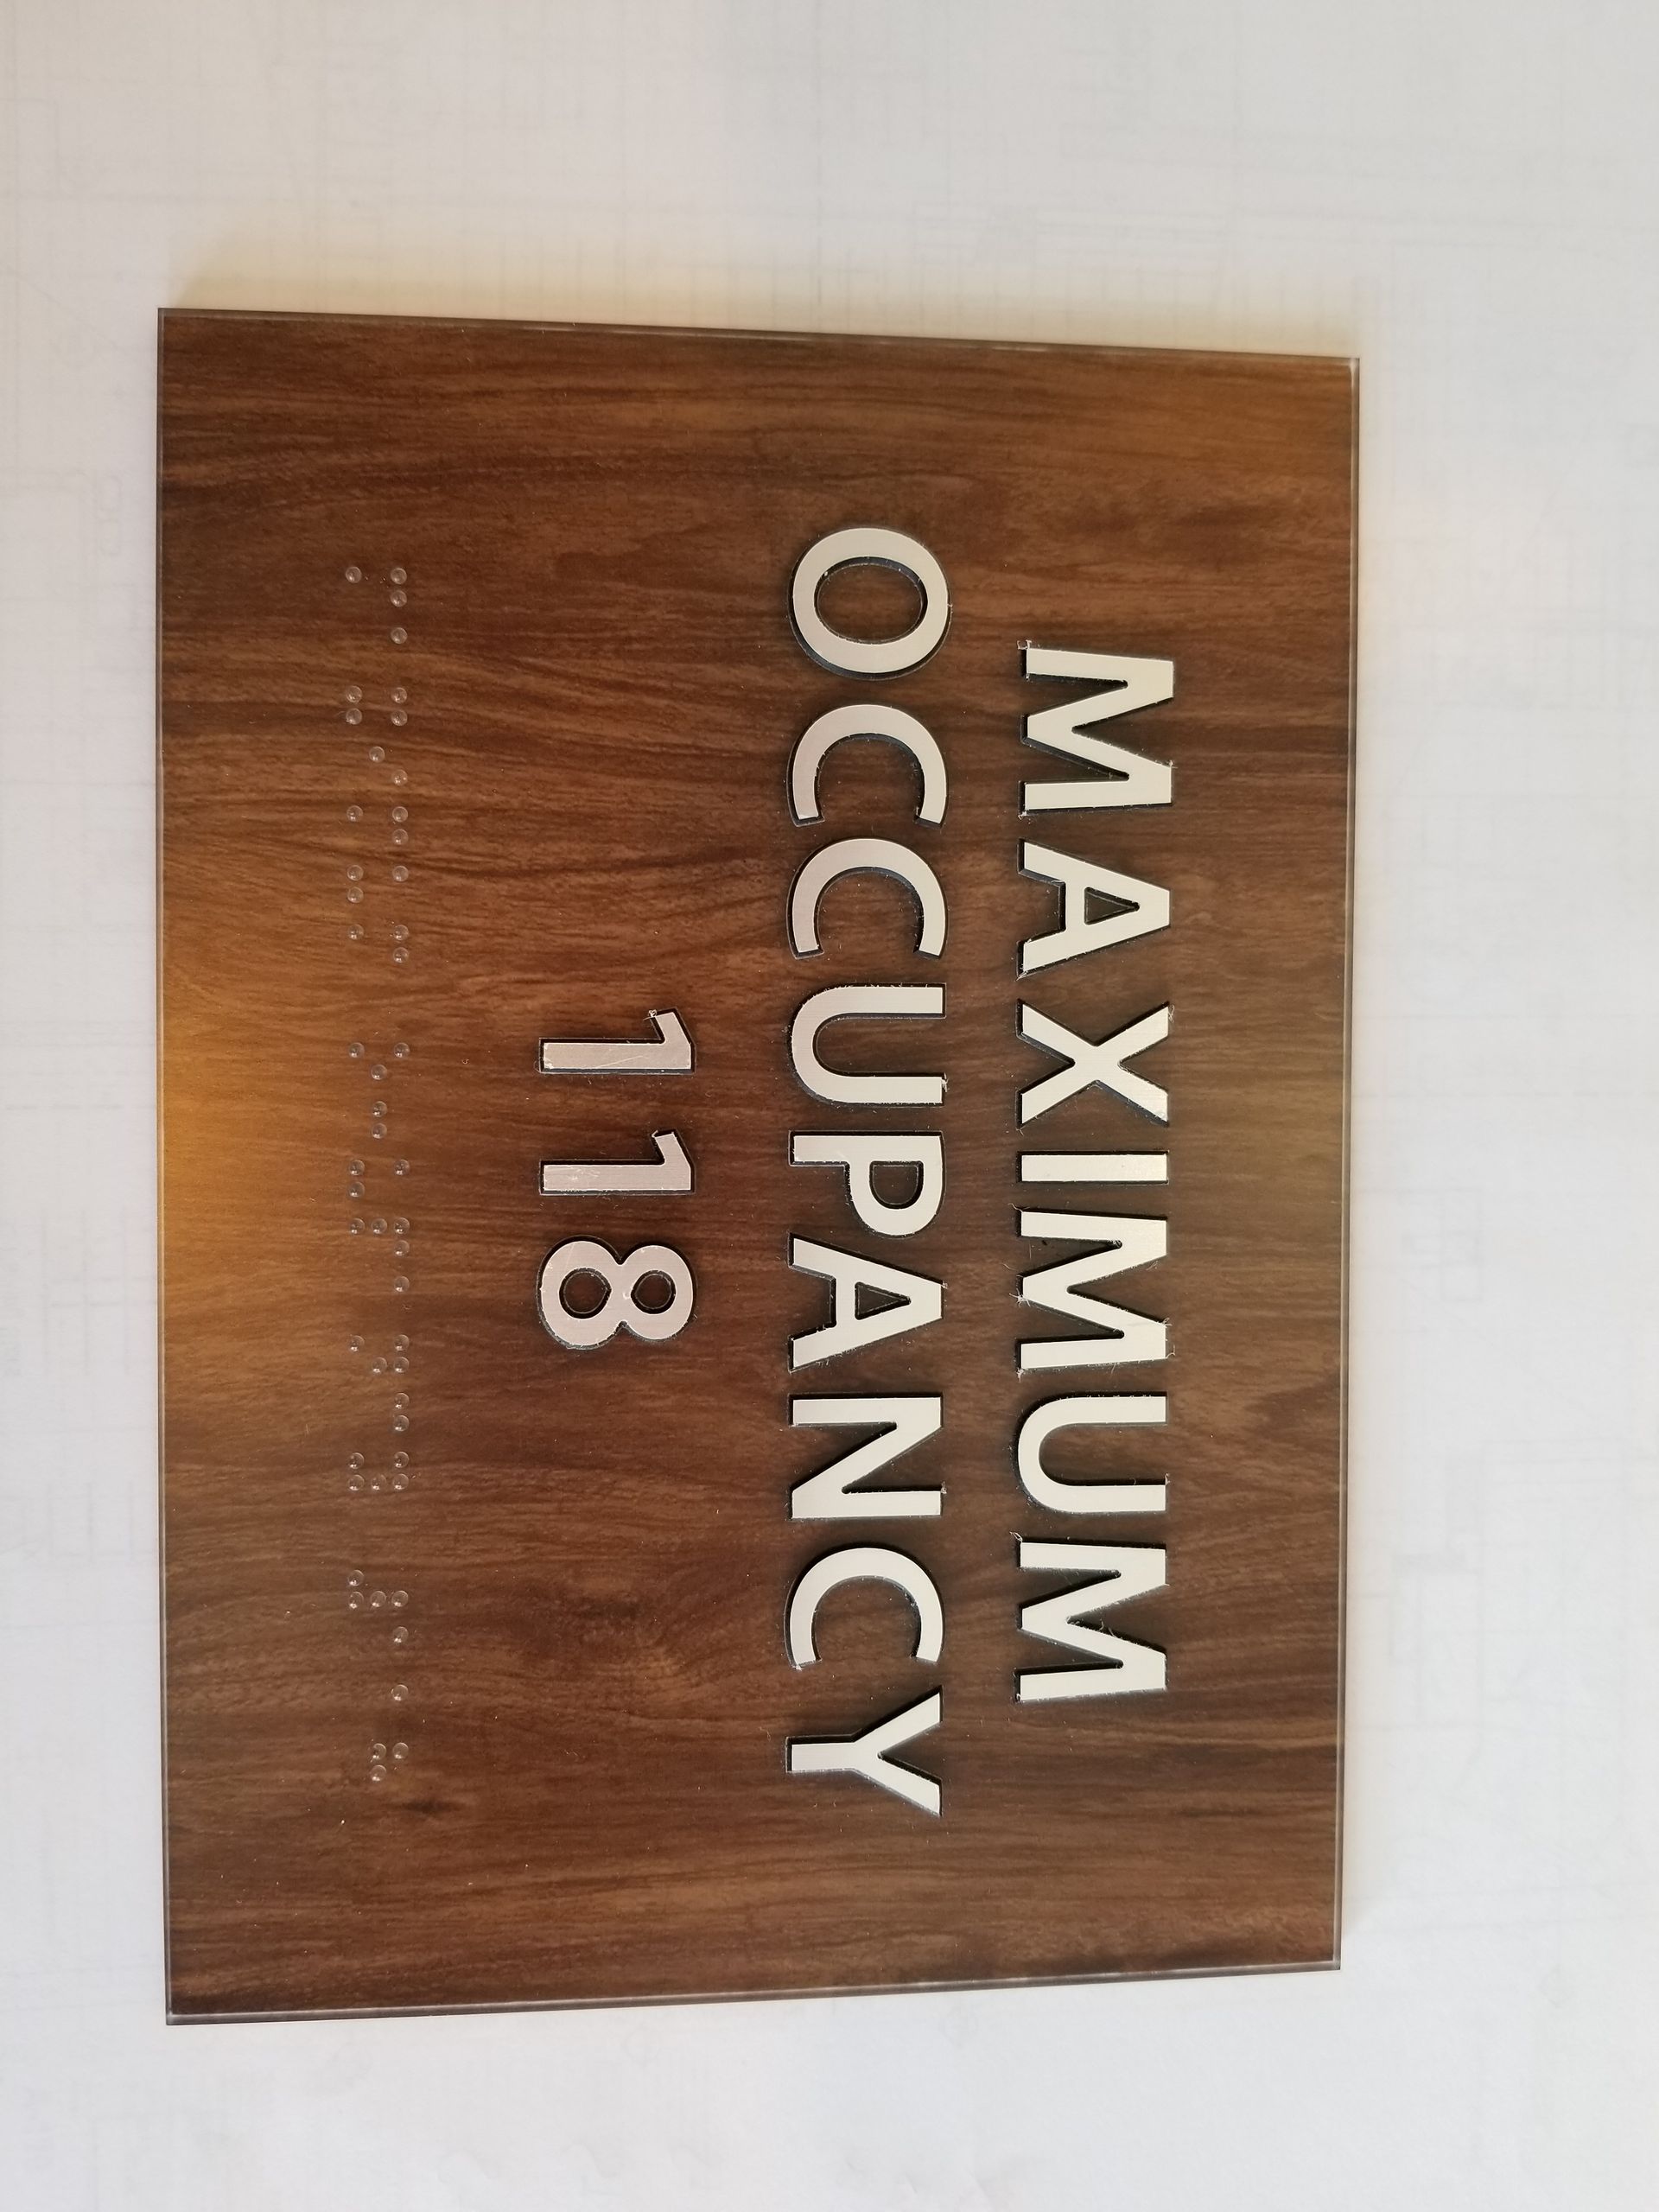 MAXIMUM
OCCUPANCY
118
⠍⠁⠭⠊⠍⠥⠍ ⠕⠒⠥⠏⠁⠝⠉⠽ ⠼⠁⠁⠓